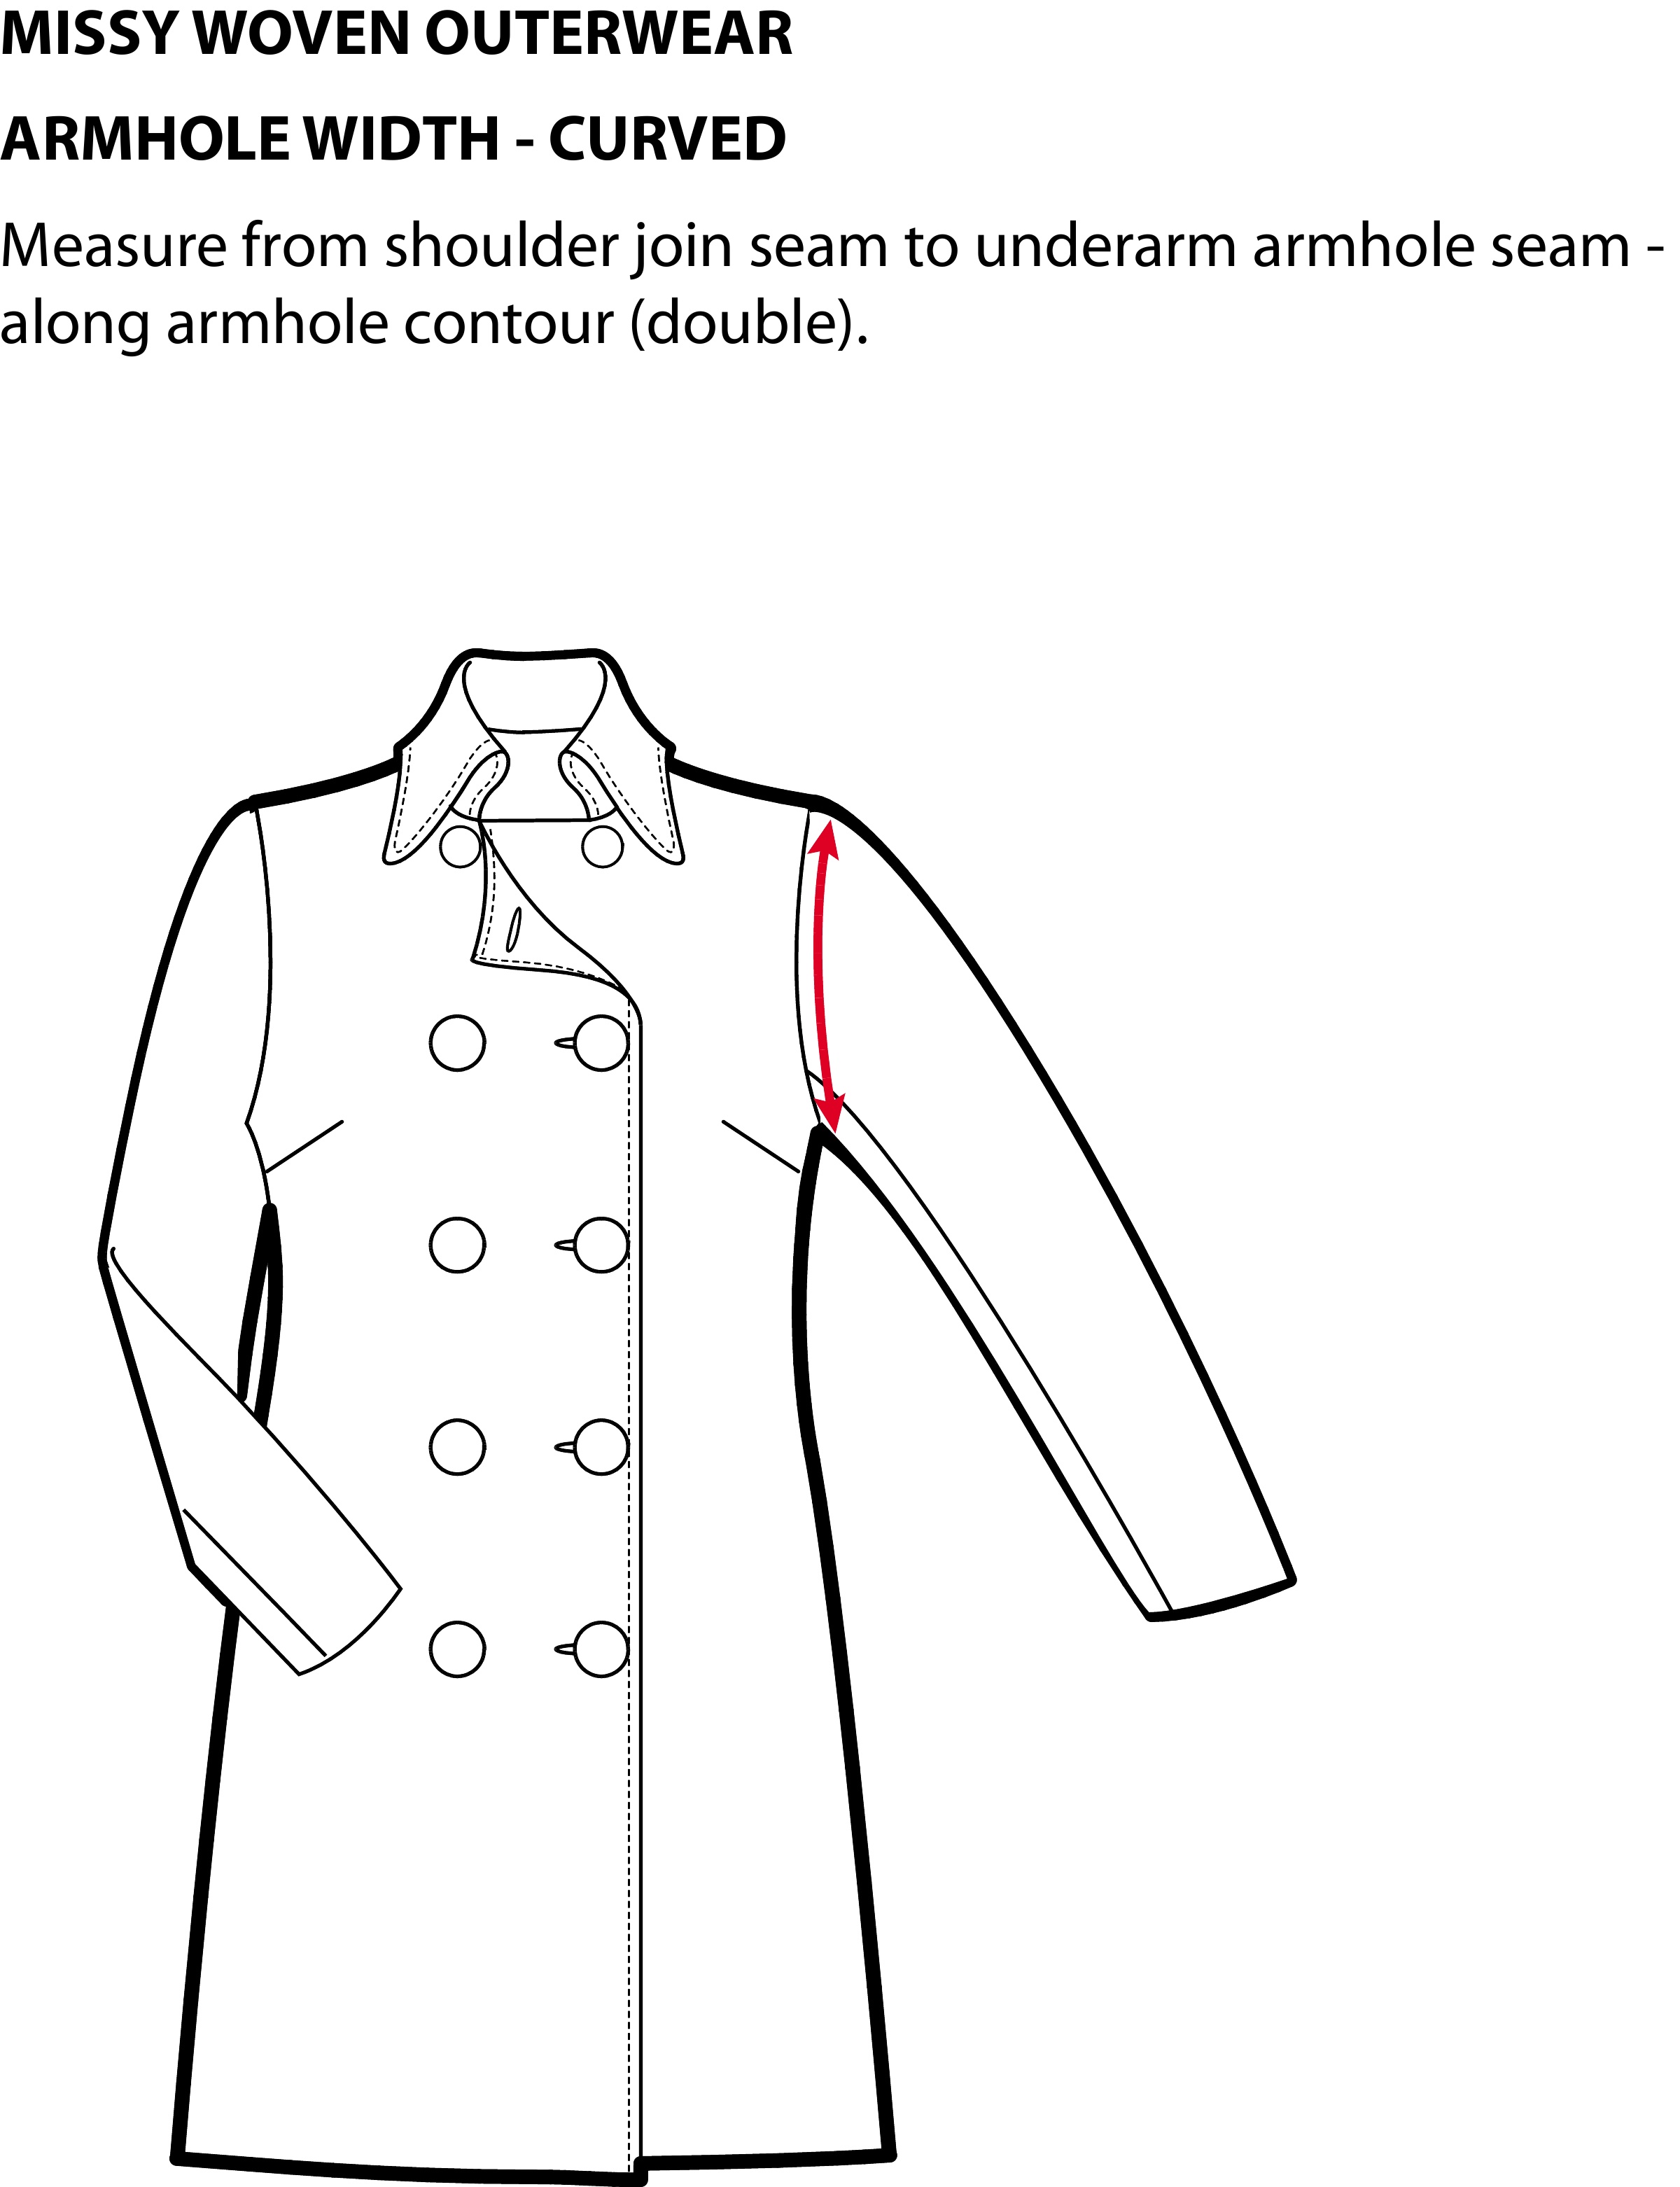 MISSY WOVEN OUTERWEAR
ARMHOLE WIDTH - CURVED
Measure from shoulder join seam to underarm armhole seam -
along armhole contour (double).